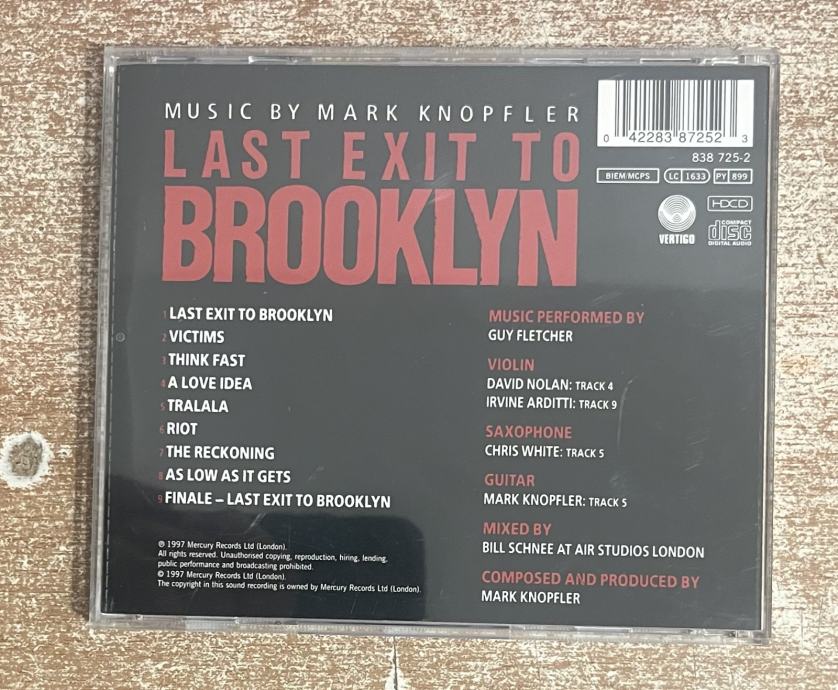 MUSIC BY MARK KNOPFLER
LAST EXIT TO
BROOKLYN
0 42283 87252 3
838 725-2
BIEM/MCPS LC 1633 PY 899
HDCD
VERTIGO
COMPACT
disc
DIGITAL AUDIO
1 LAST EXIT TO BROOKLYN
2 VICTIMS
3 THINK FAST
4 A LOVE IDEA
5 TRALALA
6 RIOT
7 THE RECKONING
8 AS LOW AS IT GETS
9 FINALE – LAST EXIT TO BROOKLYN
MUSIC PERFORMED BY
GUY FLETCHER
VIOLIN
DAVID NOLAN: TRACK 4
IRVINE ARDITTI: TRACK 9
SAXOPHONE
CHRIS WHITE: TRACK 5
GUITAR
MARK KNOPFLER: TRACK 5
MIXED BY
BILL SCHNEE AT AIR STUDIOS LONDON
COMPOSED AND PRODUCED BY
MARK KNOPFLER
℗ 1997 Mercury Records Ltd (London).
All rights reserved. Unauthorised copying, reproduction, hiring, lending,
public performance and broadcasting prohibited.
© 1997 Mercury Records Ltd (London).
The copyright in this sound recording is owned by Mercury Records Ltd (London).